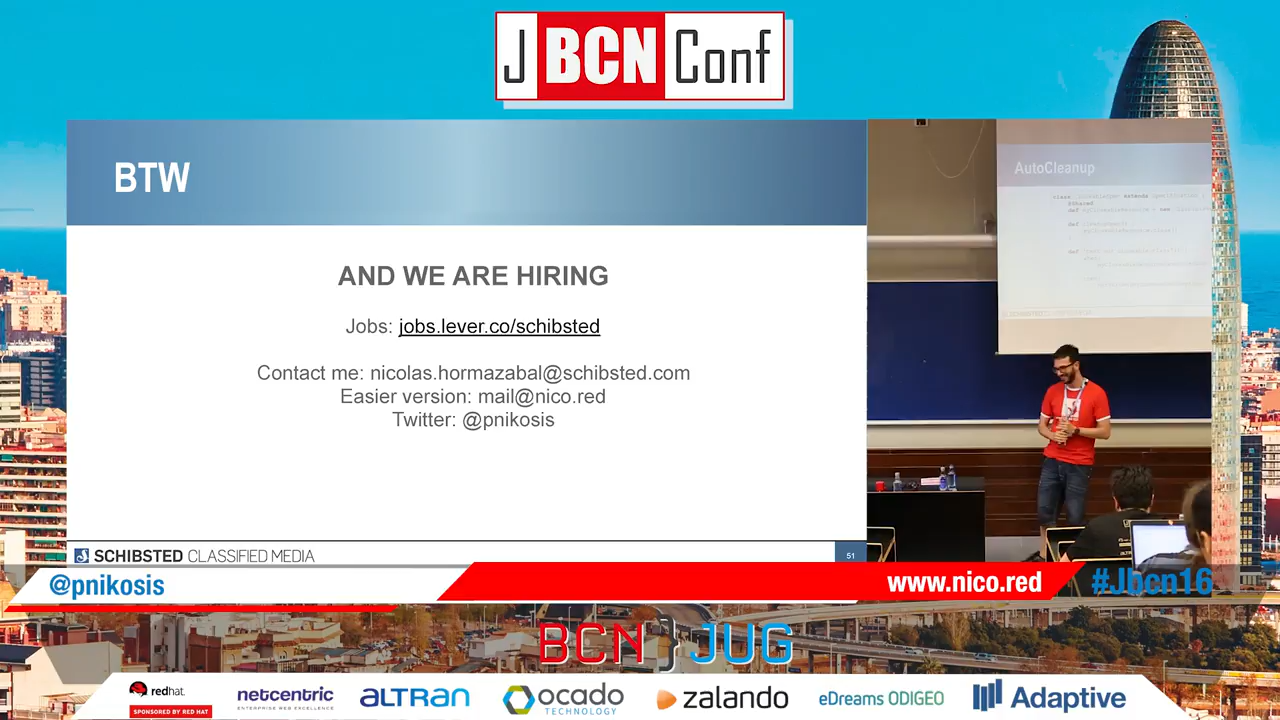 J BCN Conf
BTW
AND WE ARE HIRING
Jobs: jobs.lever.co/schibsted
Contact me: nicolas.hormazabal@schibsted.com
Easier version: mail@nico.red
Twitter: @pnikosis
SCHIBSTED CLASSIFIED MEDIA
51
AutoCleanup
@pnikosis
www.nico.red
#Jbcn16
BCN JUG
redhat.
SPONSORED BY RED HAT
netcentric
ENTERPRISE WEB EXCELLENCE
ALTRAN
ocado
TECHNOLOGY
zalando
eDreams ODIGEO
Adaptive